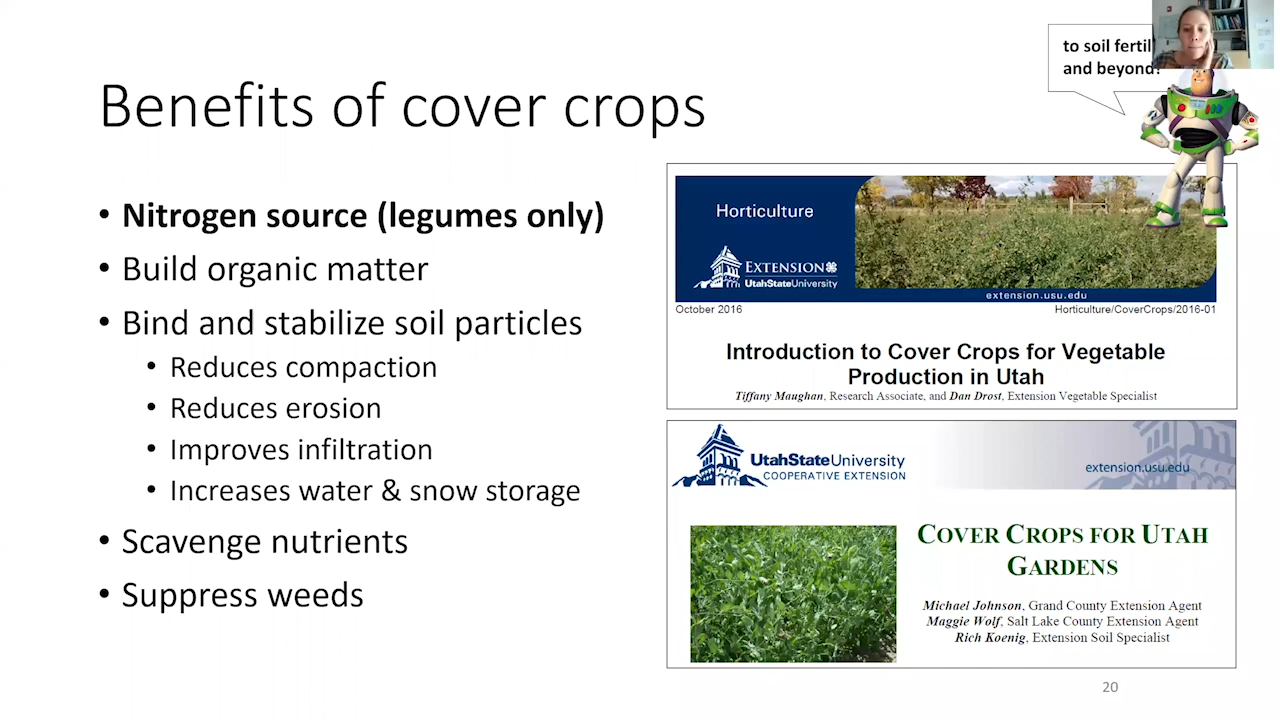 to soil fertil
and beyond!
Benefits of cover crops
• Nitrogen source (legumes only)
• Build organic matter
• Bind and stabilize soil particles
• Reduces compaction
• Reduces erosion
• Improves infiltration
• Increases water & snow storage
• Scavenge nutrients
• Suppress weeds
Horticulture
EXTENSION
UtahStateUniversity
extension.usu.edu
October 2016
Horticulture/CoverCrops/2016-01
Introduction to Cover Crops for Vegetable
Production in Utah
Tiffany Maughan, Research Associate, and Dan Drost, Extension Vegetable Specialist
UtahStateUniversity
COOPERATIVE EXTENSION
extension.usu.edu
COVER CROPS FOR UTAH
GARDENS
Michael Johnson, Grand County Extension Agent
Maggie Wolf, Salt Lake County Extension Agent
Rich Koenig, Extension Soil Specialist
20